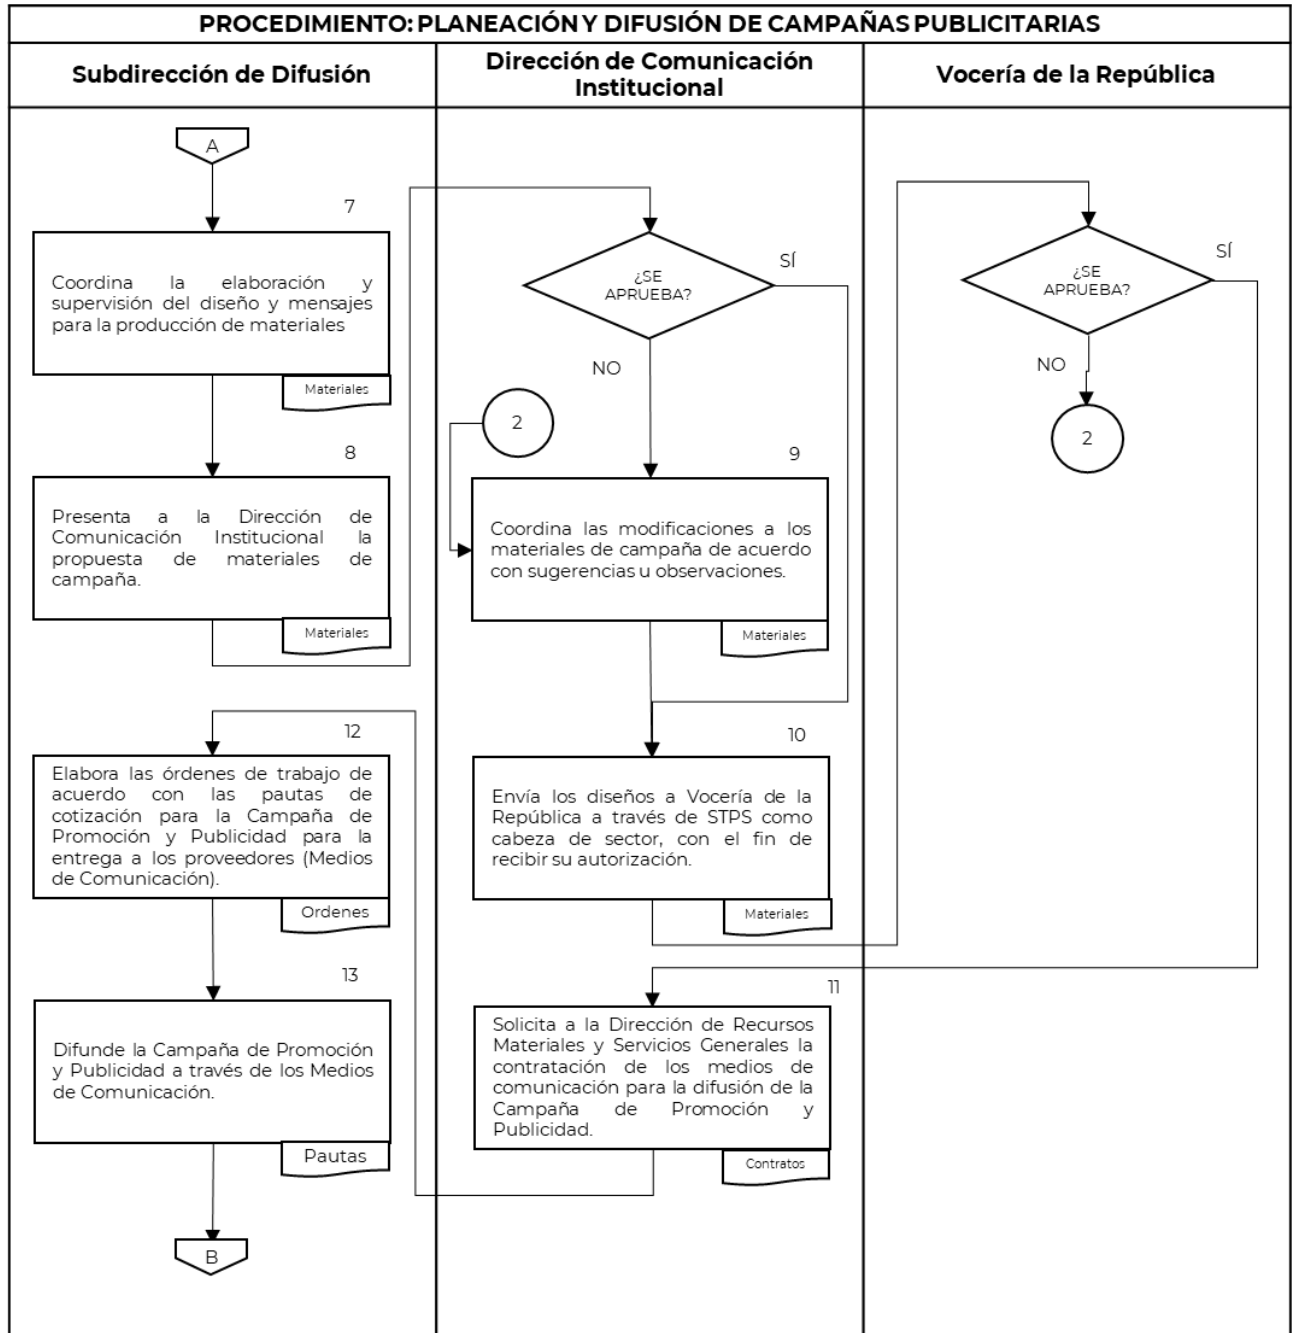 PROCEDIMIENTO: PLANEACIÓN Y DIFUSIÓN DE CAMPAÑAS PUBLICITARIAS
Subdirección de Difusión
Dirección de Comunicación
Institucional
Vocería de la República
A
7
Coordina la elaboración y
supervisión del diseño y mensajes
para la producción de materiales
Materiales
8
Presenta a la Dirección de
Comunicación Institucional la
propuesta de materiales de
campaña.
Materiales
¿SE
APRUEBA?
SÍ
NO
2
9
Coordina las modificaciones a los
materiales de campaña de acuerdo
con sugerencias u observaciones.
Materiales
10
Envía los diseños a Vocería de la
República a través de STPS como
cabeza de sector, con el fin de
recibir su autorización.
Materiales
¿SE
APRUEBA?
SÍ
NO
2
11
Solicita a la Dirección de Recursos
Materiales y Servicios Generales la
contratación de los medios de
comunicación para la difusión de la
Campaña de Promoción y
Publicidad.
Contratos
12
Elabora las órdenes de trabajo de
acuerdo con las pautas de
cotización para la Campaña de
Promoción y Publicidad para la
entrega a los proveedores (Medios
de Comunicación).
Ordenes
13
Difunde la Campaña de Promoción
y Publicidad a través de los Medios
de Comunicación.
Pautas
B